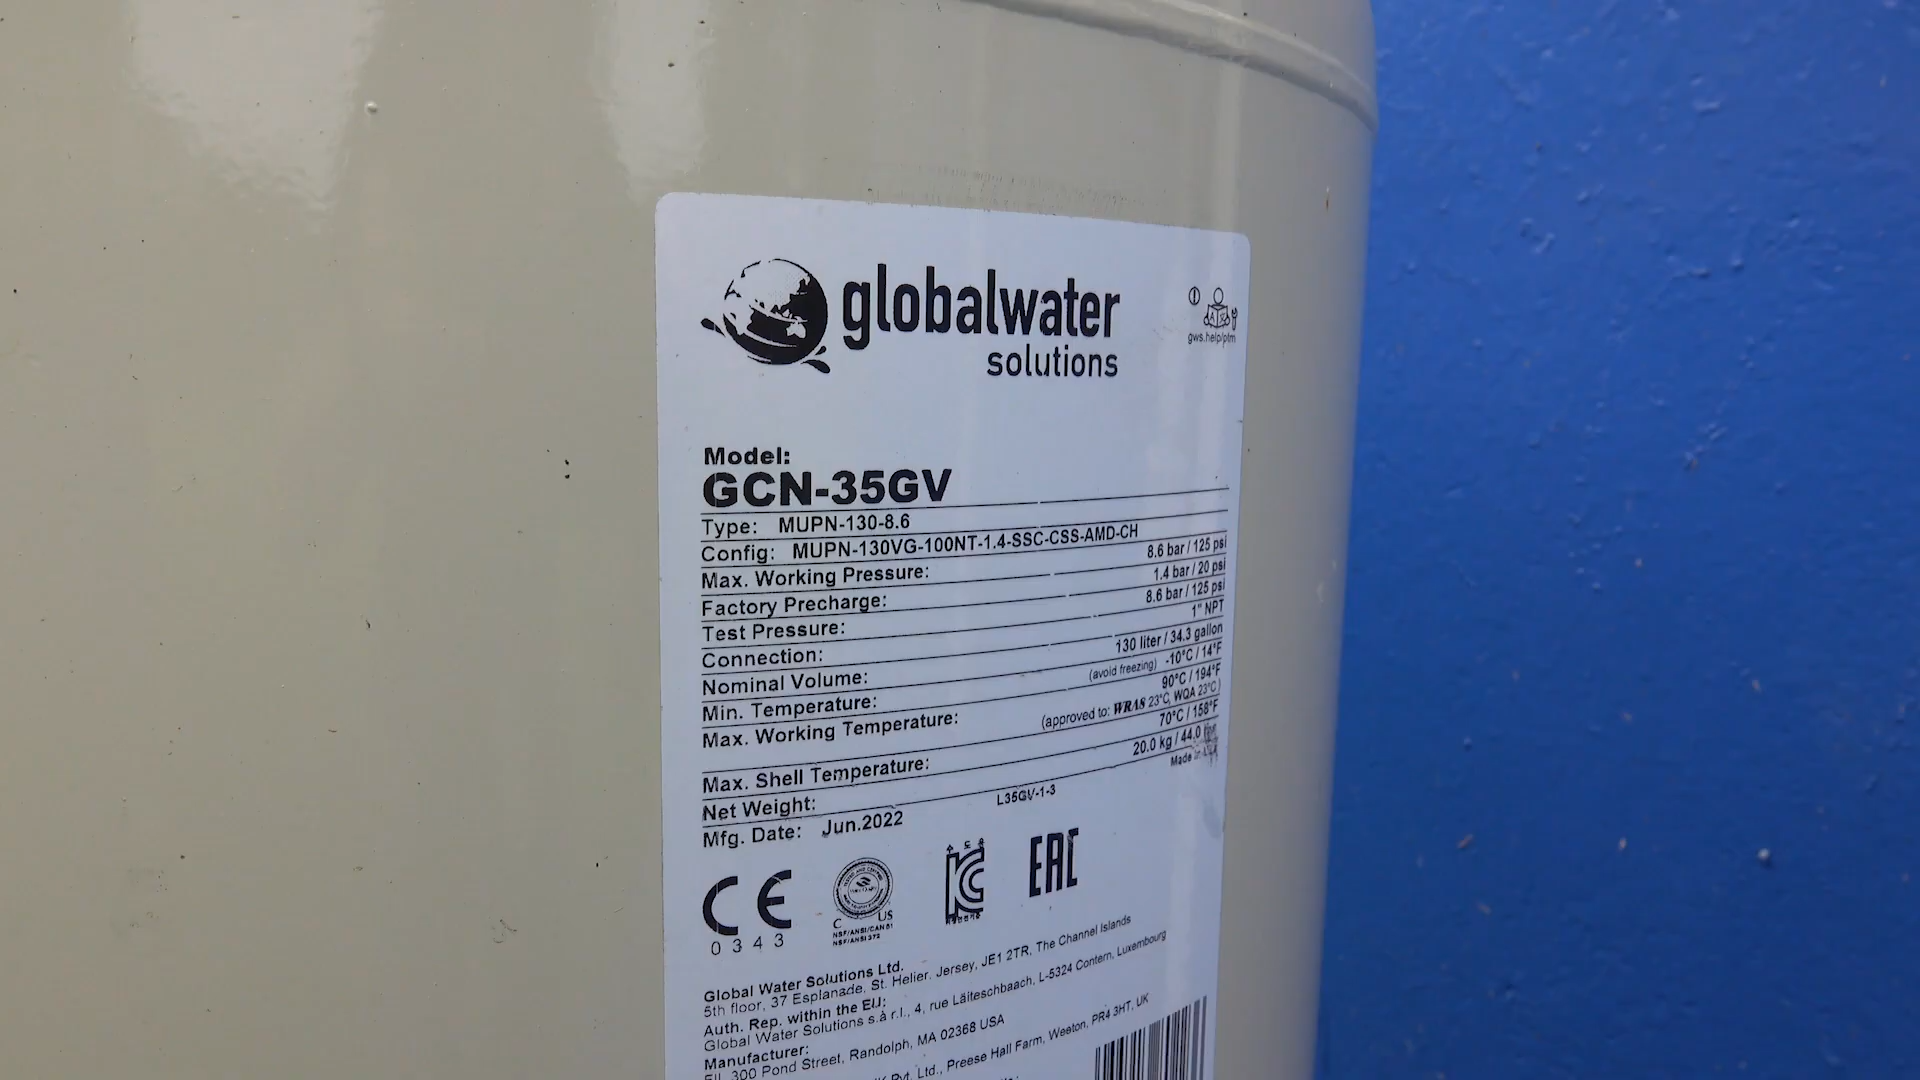 globalwater
solutions
gws.help/ptm
Model:
GCN-35GV
Type: MUPN-130-8.6
Config: MUPN-130VG-100NT-1.4-SSC-CSS-AMD-CH
Max. Working Pressure: 8.6 bar / 125 psi
Factory Precharge: 1.4 bar / 20 psi
Test Pressure: 8.6 bar / 125 psi
Connection: 1" NPT
Nominal Volume: 130 liter / 34.3 gallon
Min. Temperature: (avoid freezing) -10°C / 14°F
Max. Working Temperature: 90°C / 194°F
(approved to: WRAS 23°C, WQA 23°C)
Max. Shell Temperature: 70°C / 158°F
Net Weight: 20.0 kg / 44.0
Mfg. Date: Jun.2022 L35GV-1-3 Made
CE
0343
C US
NSF/ANSI/CAN 61
NSF/ANSI 372
EAC
Global Water Solutions Ltd.
5th floor, 37 Esplanade, St. Helier, Jersey, JE1 2TR, The Channel Islands
Auth. Rep. within the EU:
Global Water Solutions s.à r.l., 4, rue Läiteschbaach, L-5324 Contern, Luxembourg
Manufacturer:
300 Pond Street, Randolph, MA 02368 USA
Pvt. Ltd., Preese Hall Farm, Weeton, PR4 3HT, UK